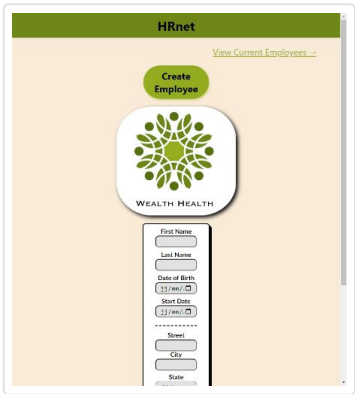 HRnet
View Current Employees →
Create
Employee
WEALTH HEALTH
First Name
Last Name
Date of Birth
jj/mm/
Start Date
jj/mm/
Street
City
State